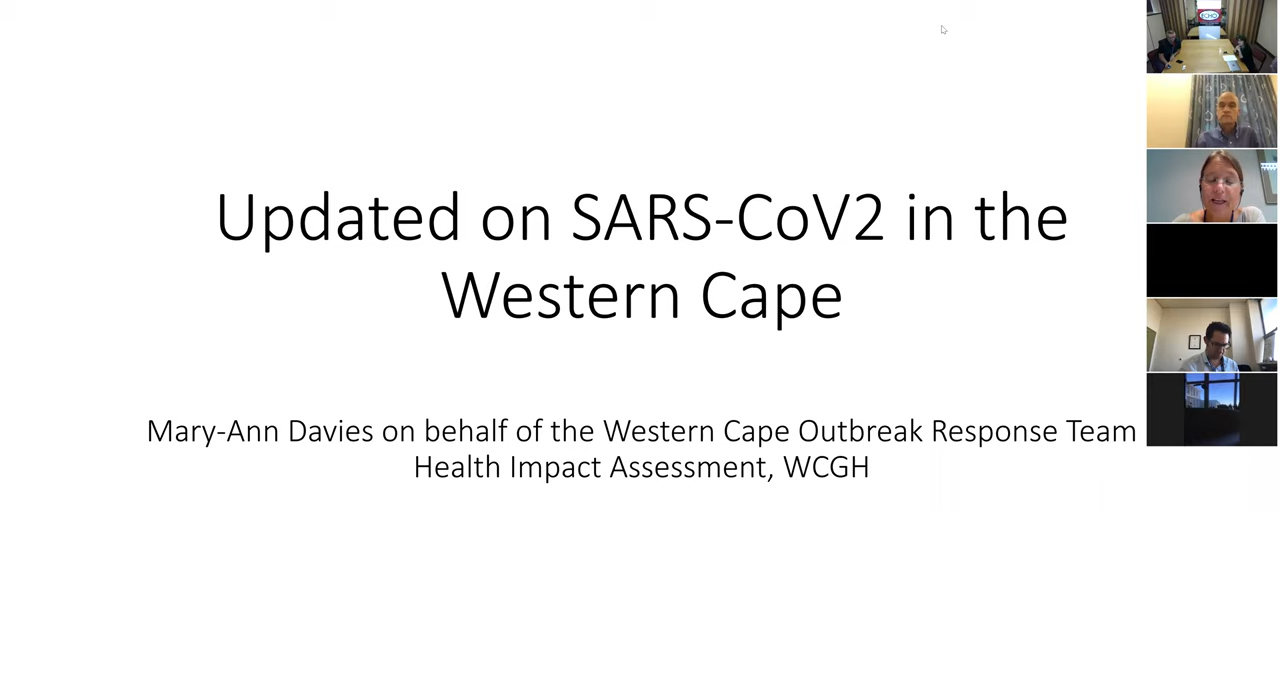 Updated on SARS-CoV2 in the
Western Cape
Mary-Ann Davies on behalf of the Western Cape Outbreak Response Team
Health Impact Assessment, WCGH
ECHO